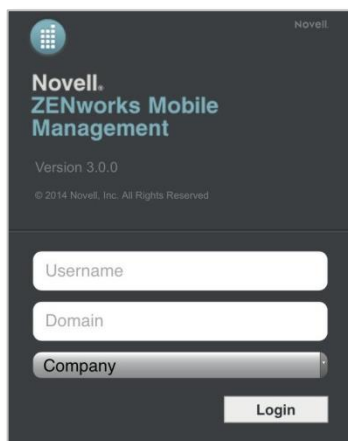 Novell
Novell®
ZENworks Mobile
Management
Version 3.0.0
© 2014 Novell, Inc. All Rights Reserved
Username
Domain
Company
Login